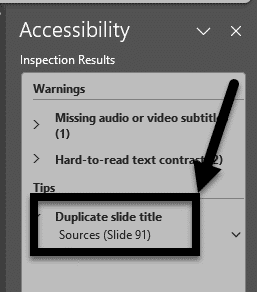 Accessibility
Inspection Results
Warnings
Missing audio or video subtitles
(1)
Hard-to-read text contrast (2)
Tips
Duplicate slide title
Sources (Slide 91)